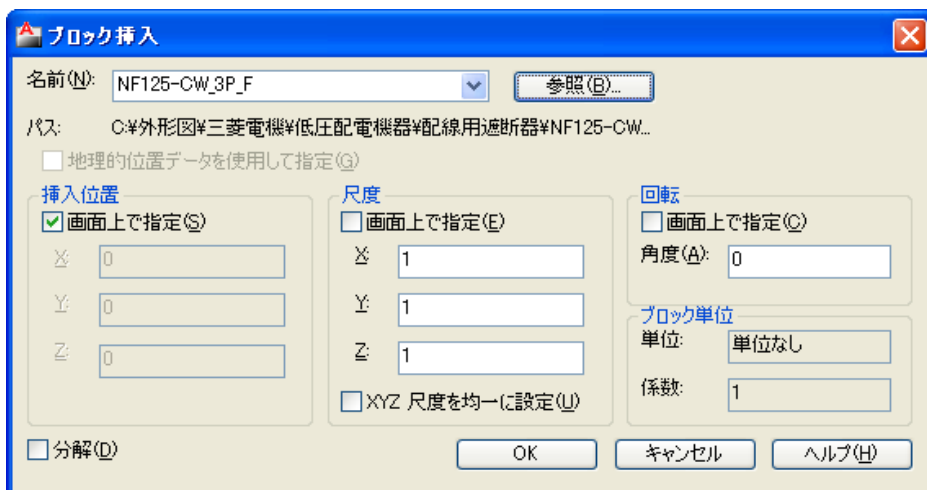 ブロック挿入
名前(N): NF125-CW_3P_F 参照(B)...
パス: C:¥外形図¥三菱電機¥低圧配電機器¥配線用遮断器¥NF125-CW...
地理的位置データを使用して指定(G)
挿入位置
画面上で指定(S)
X: 0
Y: 0
Z: 0
尺度
画面上で指定(E)
X: 1
Y: 1
Z: 1
XYZ 尺度を均一に設定(U)
回転
画面上で指定(C)
角度(A): 0
ブロック単位
単位: 単位なし
係数: 1
分解(D)
OK キャンセル ヘルプ(H)